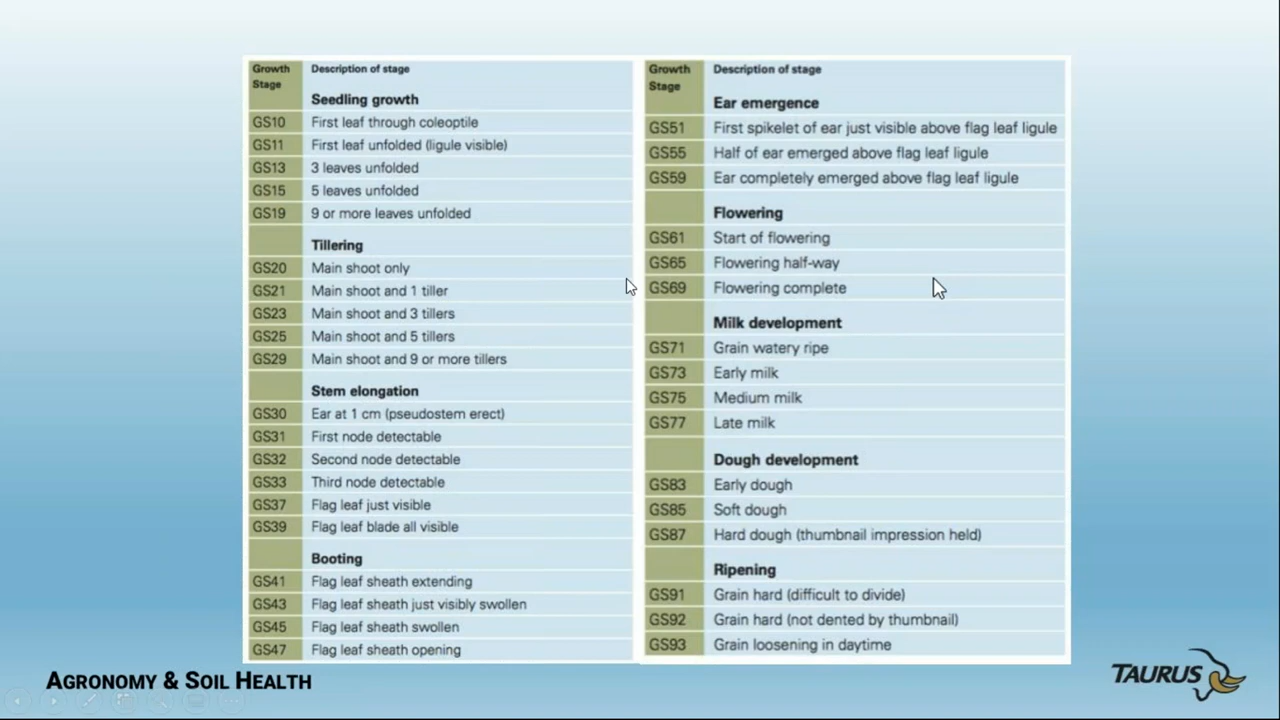 Growth Stage Description of stage
Seedling growth
GS10 First leaf through coleoptile
GS11 First leaf unfolded (ligule visible)
GS13 3 leaves unfolded
GS15 5 leaves unfolded
GS19 9 or more leaves unfolded
Tillering
GS20 Main shoot only
GS21 Main shoot and 1 tiller
GS23 Main shoot and 3 tillers
GS25 Main shoot and 5 tillers
GS29 Main shoot and 9 or more tillers
Stem elongation
GS30 Ear at 1 cm (pseudostem erect)
GS31 First node detectable
GS32 Second node detectable
GS33 Third node detectable
GS37 Flag leaf just visible
GS39 Flag leaf blade all visible
Booting
GS41 Flag leaf sheath extending
GS43 Flag leaf sheath just visibly swollen
GS45 Flag leaf sheath swollen
GS47 Flag leaf sheath opening
Growth Stage Description of stage
Ear emergence
GS51 First spikelet of ear just visible above flag leaf ligule
GS55 Half of ear emerged above flag leaf ligule
GS59 Ear completely emerged above flag leaf ligule
Flowering
GS61 Start of flowering
GS65 Flowering half-way
GS69 Flowering complete
Milk development
GS71 Grain watery ripe
GS73 Early milk
GS75 Medium milk
GS77 Late milk
Dough development
GS83 Early dough
GS85 Soft dough
GS87 Hard dough (thumbnail impression held)
Ripening
GS91 Grain hard (difficult to divide)
GS92 Grain hard (not dented by thumbnail)
GS93 Grain loosening in daytime
AGRONOMY & SOIL HEALTH
TAURUS